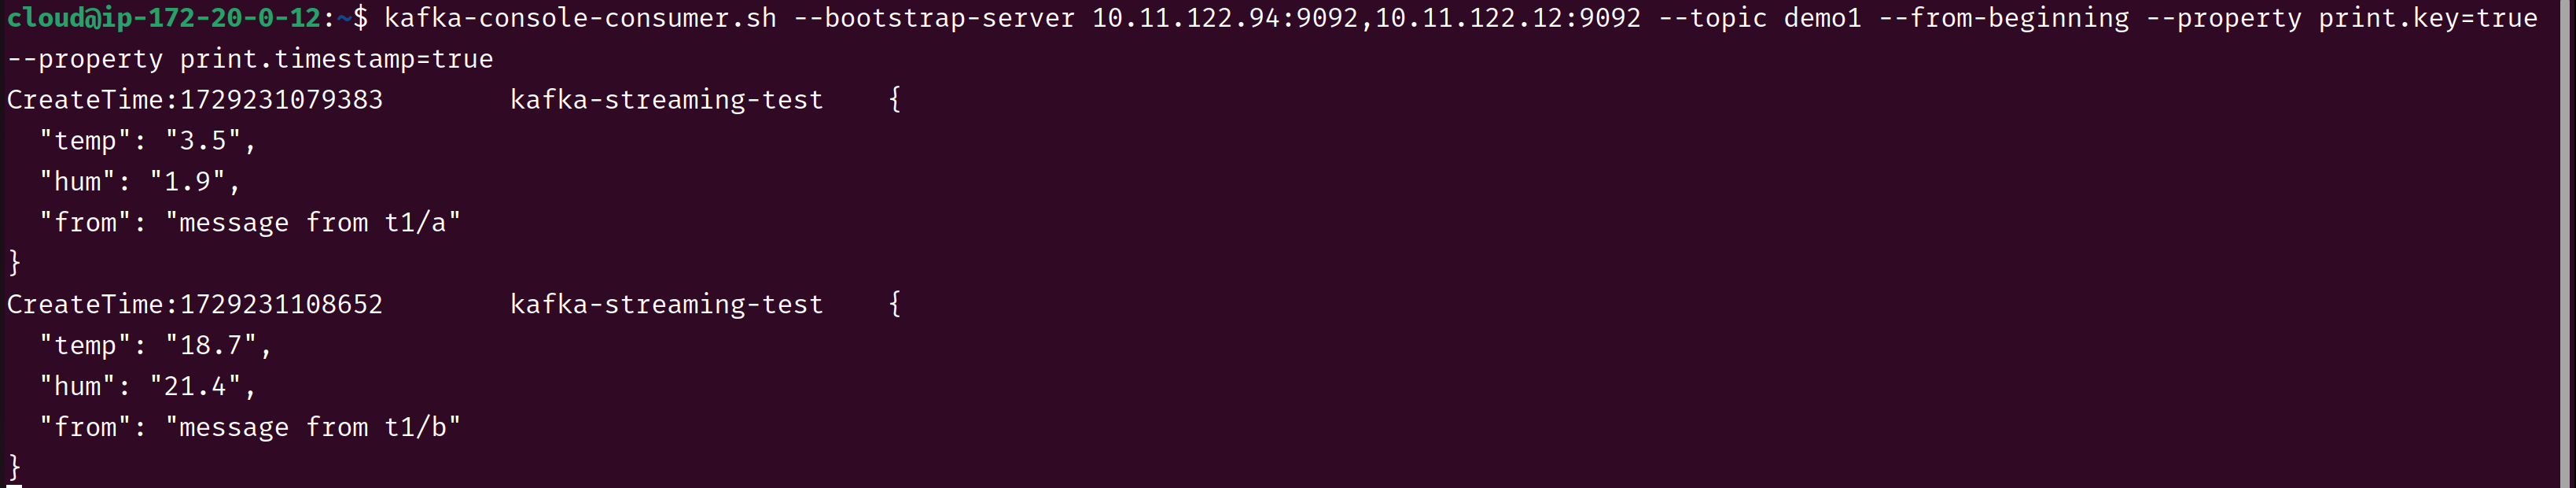 cloud@ip-172-20-0-12:~$ kafka-console-consumer.sh --bootstrap-server 10.11.122.94:9092,10.11.122.12:9092 --topic demo1 --from-beginning --property print.key=true
--property print.timestamp=true
CreateTime:1729231079383        kafka-streaming-test    {
  "temp": "3.5",
  "hum": "1.9",
  "from": "message from t1/a"
}
CreateTime:1729231108652        kafka-streaming-test    {
  "temp": "18.7",
  "hum": "21.4",
  "from": "message from t1/b"
}